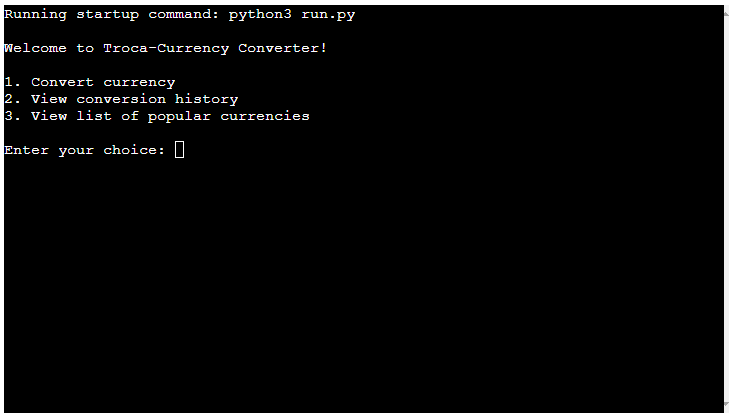 Running startup command: python3 run.py
Welcome to Troca-Currency Converter!
1. Convert currency
2. View conversion history
3. View list of popular currencies
Enter your choice: